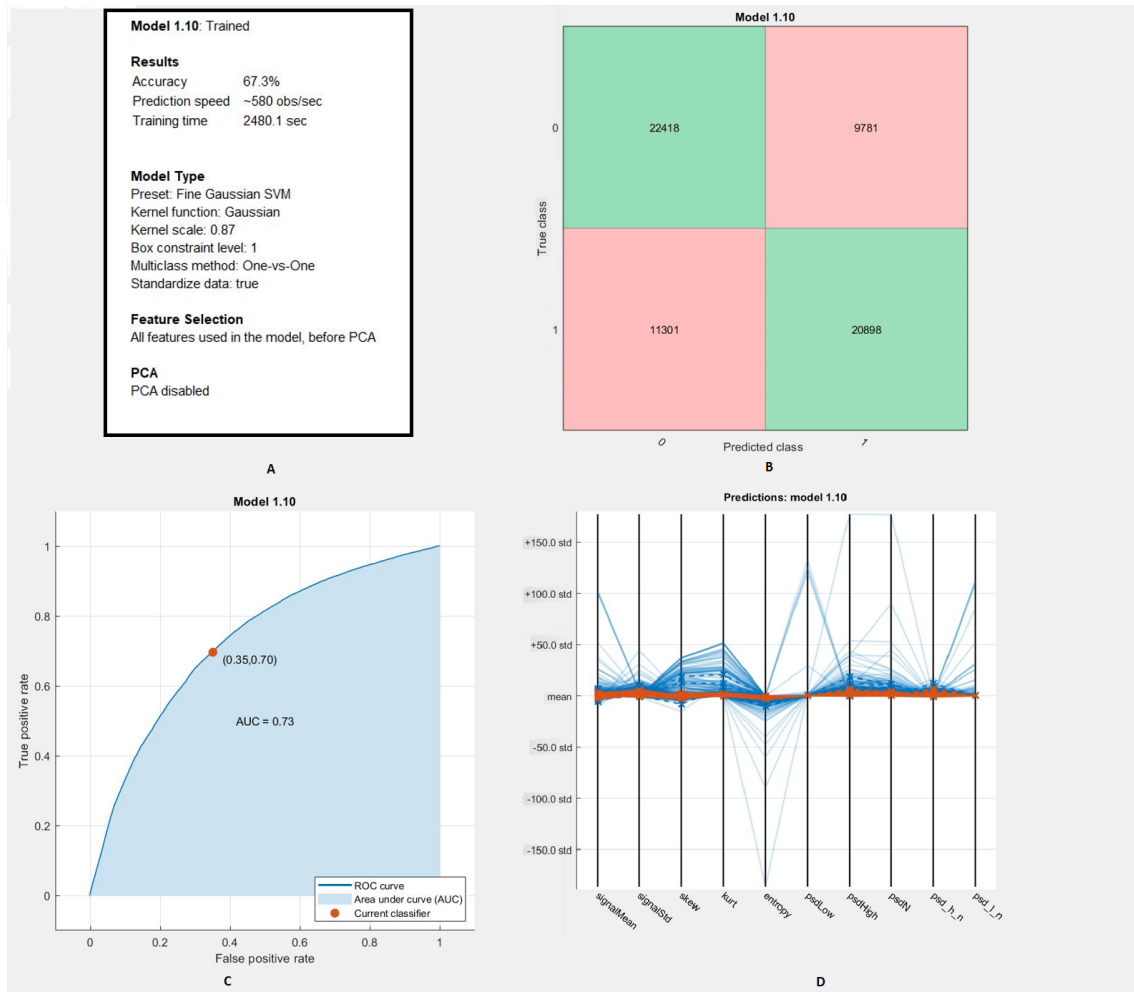 Model 1.10: Trained
Results
Accuracy 67.3%
Prediction speed ~580 obs/sec
Training time 2480.1 sec
Model Type
Preset: Fine Gaussian SVM
Kernel function: Gaussian
Kernel scale: 0.87
Box constraint level: 1
Multiclass method: One-vs-One
Standardize data: true
Feature Selection
All features used in the model, before PCA
PCA
PCA disabled
A
Model 1.10
True class
0
22418
9781
1
11301
20898
0
1
Predicted class
B
Model 1.10
True positive rate
1
0.8
0.6
0.4
0.2
0
(0.35,0.70)
AUC = 0.73
ROC curve
Area under curve (AUC)
Current classifier
0
0.2
0.4
0.6
0.8
1
False positive rate
C
Predictions: model 1.10
+150.0 std
+100.0 std
+50.0 std
mean
-50.0 std
-100.0 std
-150.0 std
signalMean
signalStd
skew
kurt
entropy
psdLow
psdHigh
psdN
psd_h_n
psd_l_n
D